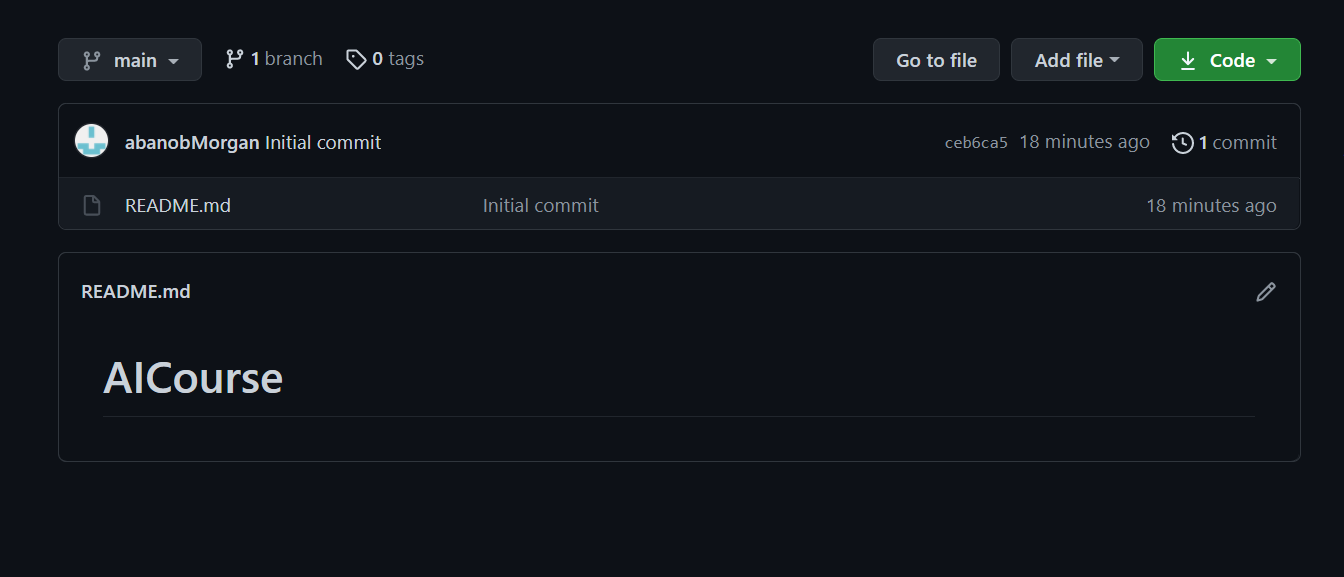 main 1 branch 0 tags Go to file Add file Code
abanobMorgan Initial commit ceb6ca5 18 minutes ago 1 commit
README.md Initial commit 18 minutes ago
README.md
AICourse